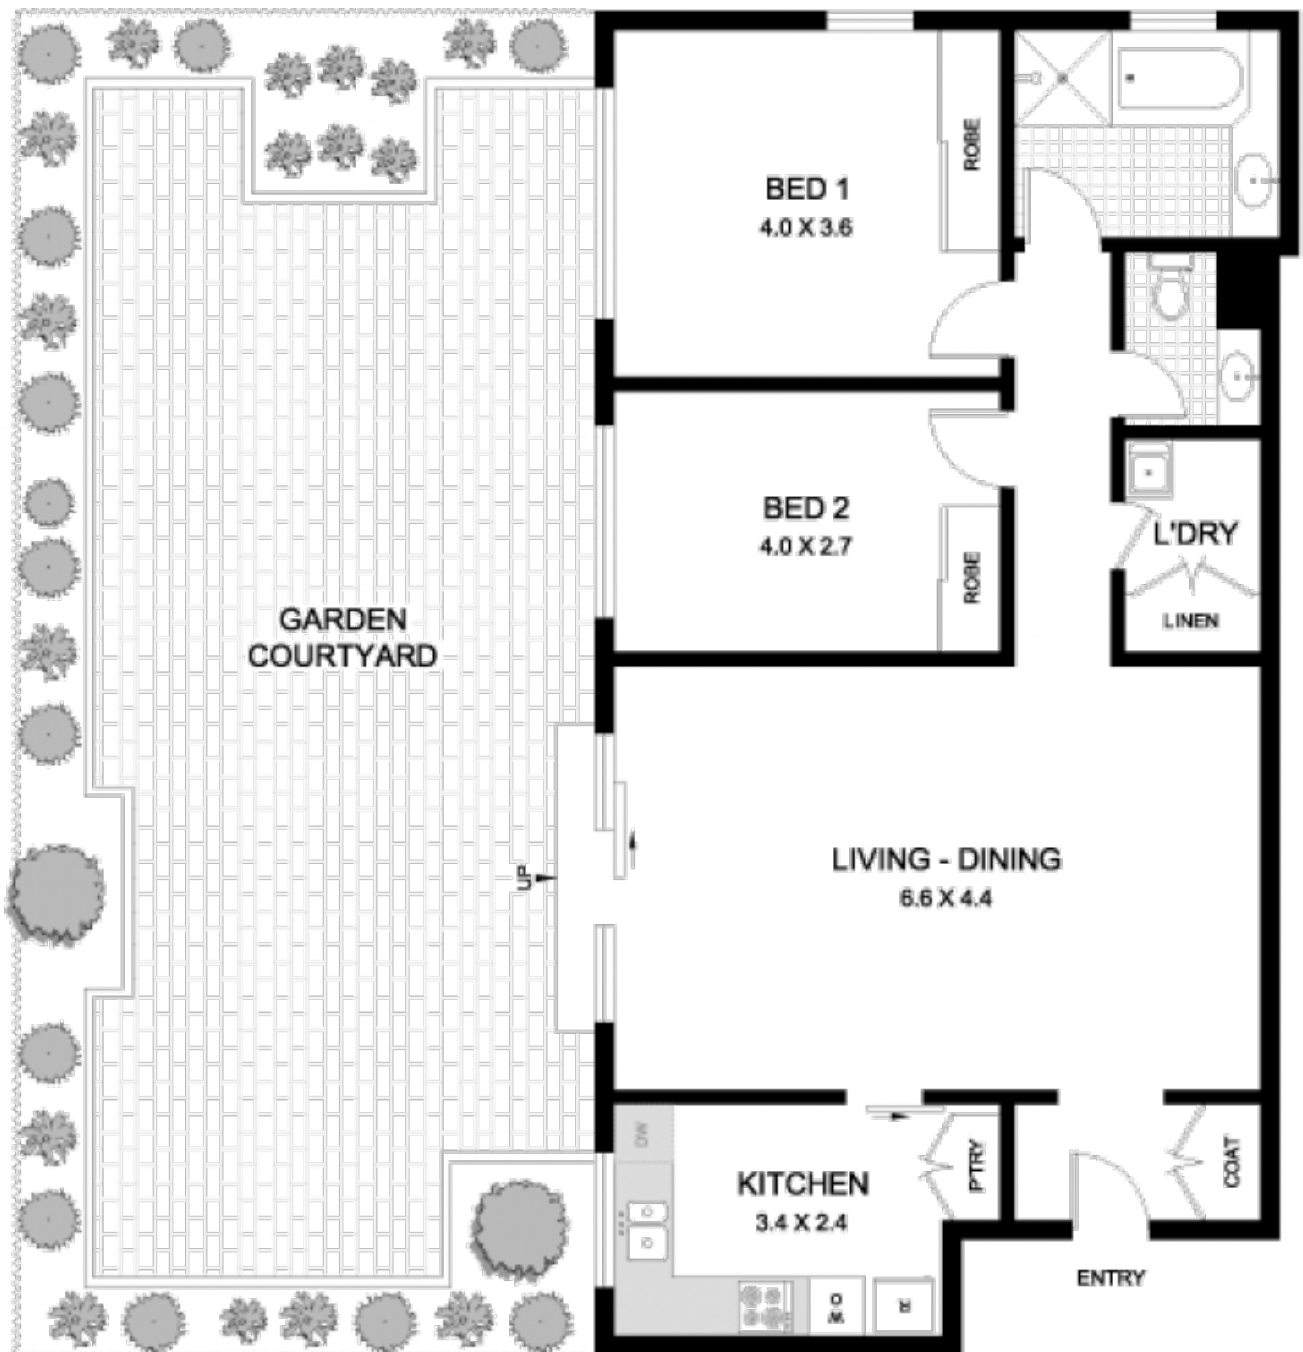 BED 1
4.0 X 3.6
ROBE
BED 2
4.0 X 2.7
ROBE
L'DRY
LINEN
GARDEN
COURTYARD
UP
LIVING - DINING
6.6 X 4.4
DW
KITCHEN
3.4 X 2.4
PTRY
COAT
WO
R
ENTRY